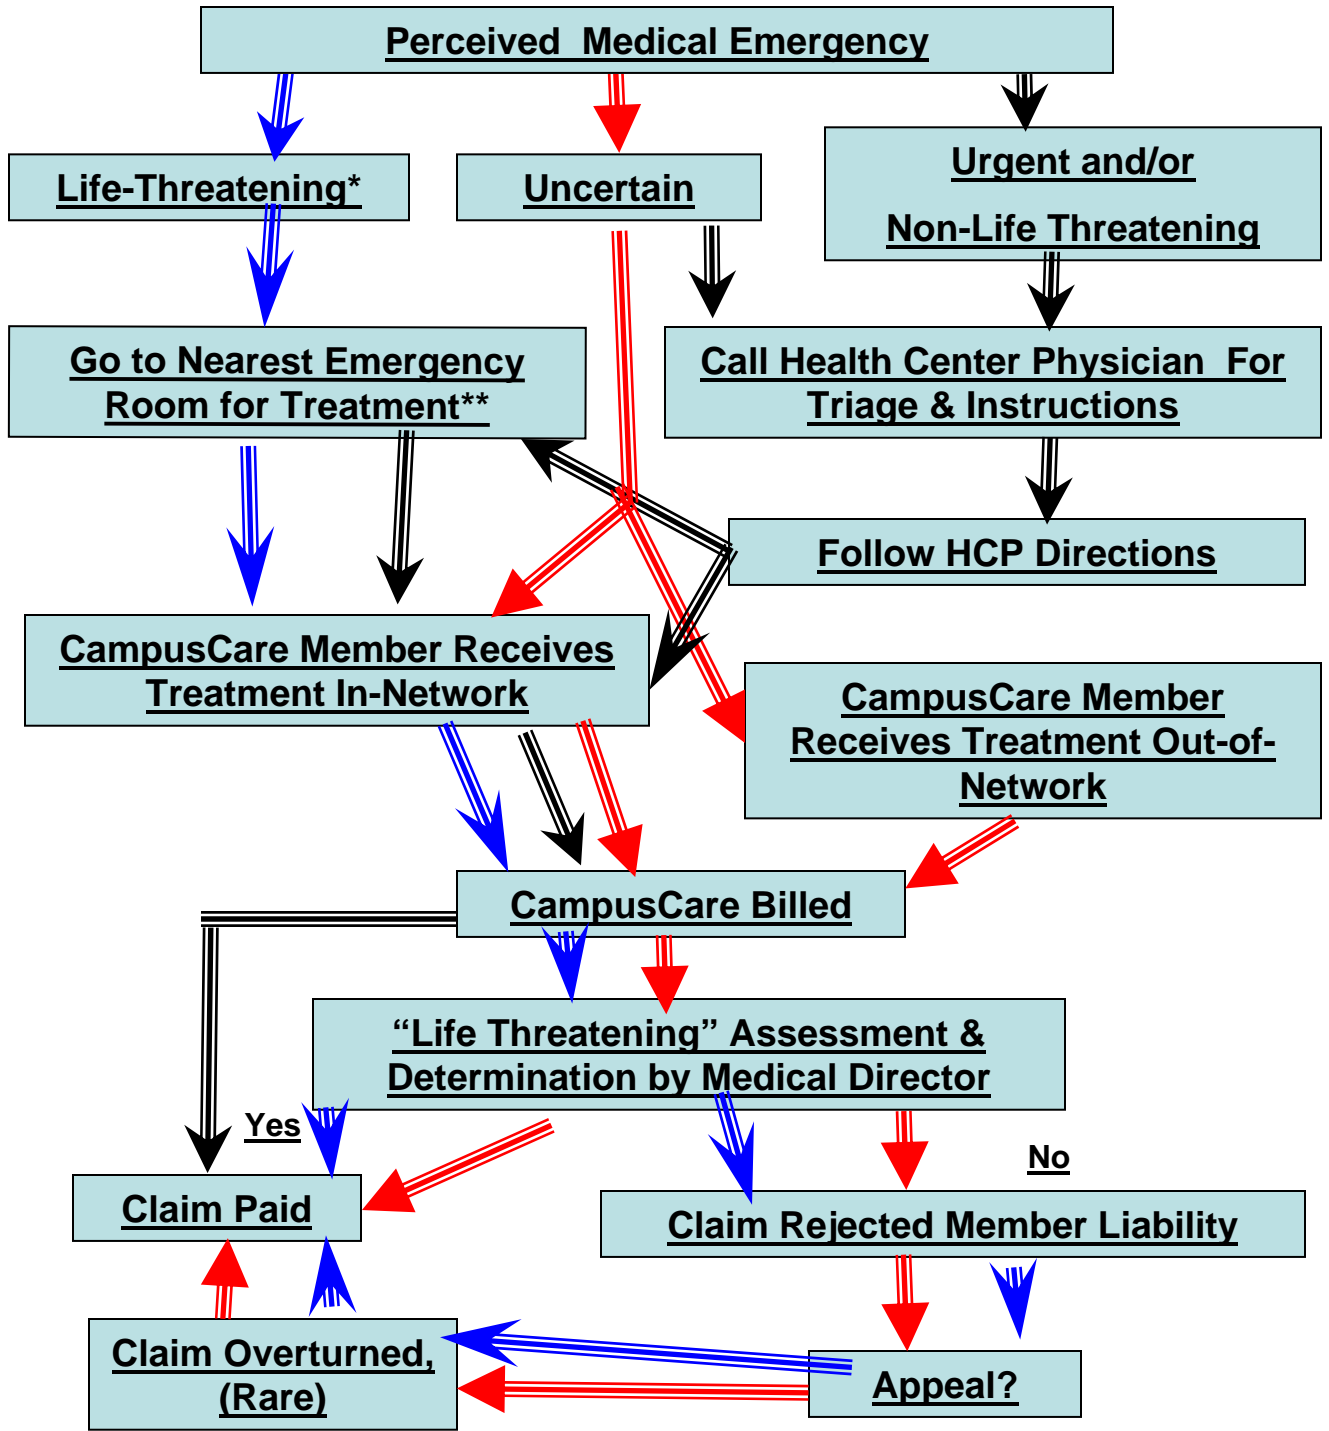 Perceived  Medical Emergency
Life-Threatening*
Uncertain
Urgent and/or
Non-Life Threatening
Go to Nearest Emergency
Room for Treatment**
Call Health Center Physician  For
Triage & Instructions
Follow HCP Directions
CampusCare Member Receives
Treatment In-Network
CampusCare Member
Receives Treatment Out-of-
Network
CampusCare Billed
“Life Threatening” Assessment &
Determination by Medical Director
Yes
No
Claim Paid
Claim Rejected Member Liability
Claim Overturned,
(Rare)
Appeal?